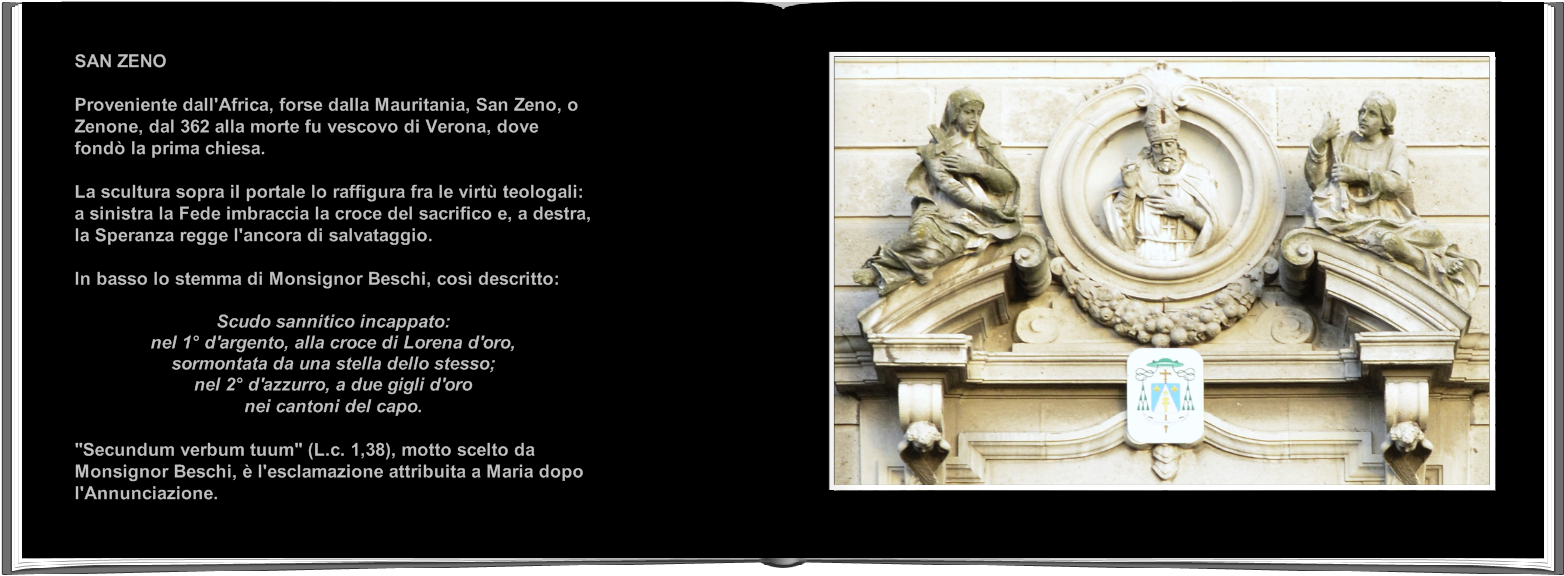 SAN ZENO
Proveniente dall'Africa, forse dalla Mauritania, San Zeno, o
Zenone, dal 362 alla morte fu vescovo di Verona, dove
fondò la prima chiesa.
La scultura sopra il portale lo raffigura fra le virtù teologali:
a sinistra la Fede imbraccia la croce del sacrifico e, a destra,
la Speranza regge l'ancora di salvataggio.
In basso lo stemma di Monsignor Beschi, così descritto:
Scudo sannitico incappato:
nel 1° d'argento, alla croce di Lorena d'oro,
sormontata da una stella dello stesso;
nel 2° d'azzurro, a due gigli d'oro
nei cantoni del capo.
"Secundum verbum tuum" (L.c. 1,38), motto scelto da
Monsignor Beschi, è l'esclamazione attribuita a Maria dopo
l'Annunciazione.